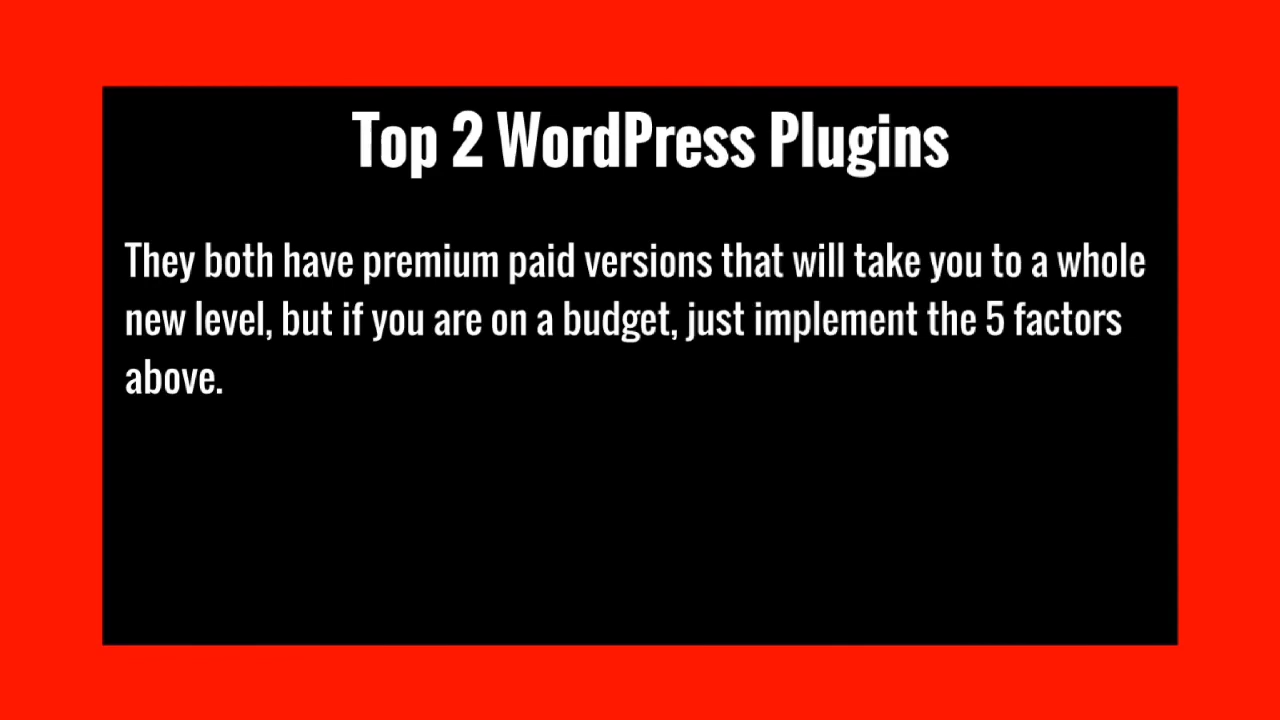 Top 2 WordPress Plugins
They both have premium paid versions that will take you to a whole
new level, but if you are on a budget, just implement the 5 factors
above.